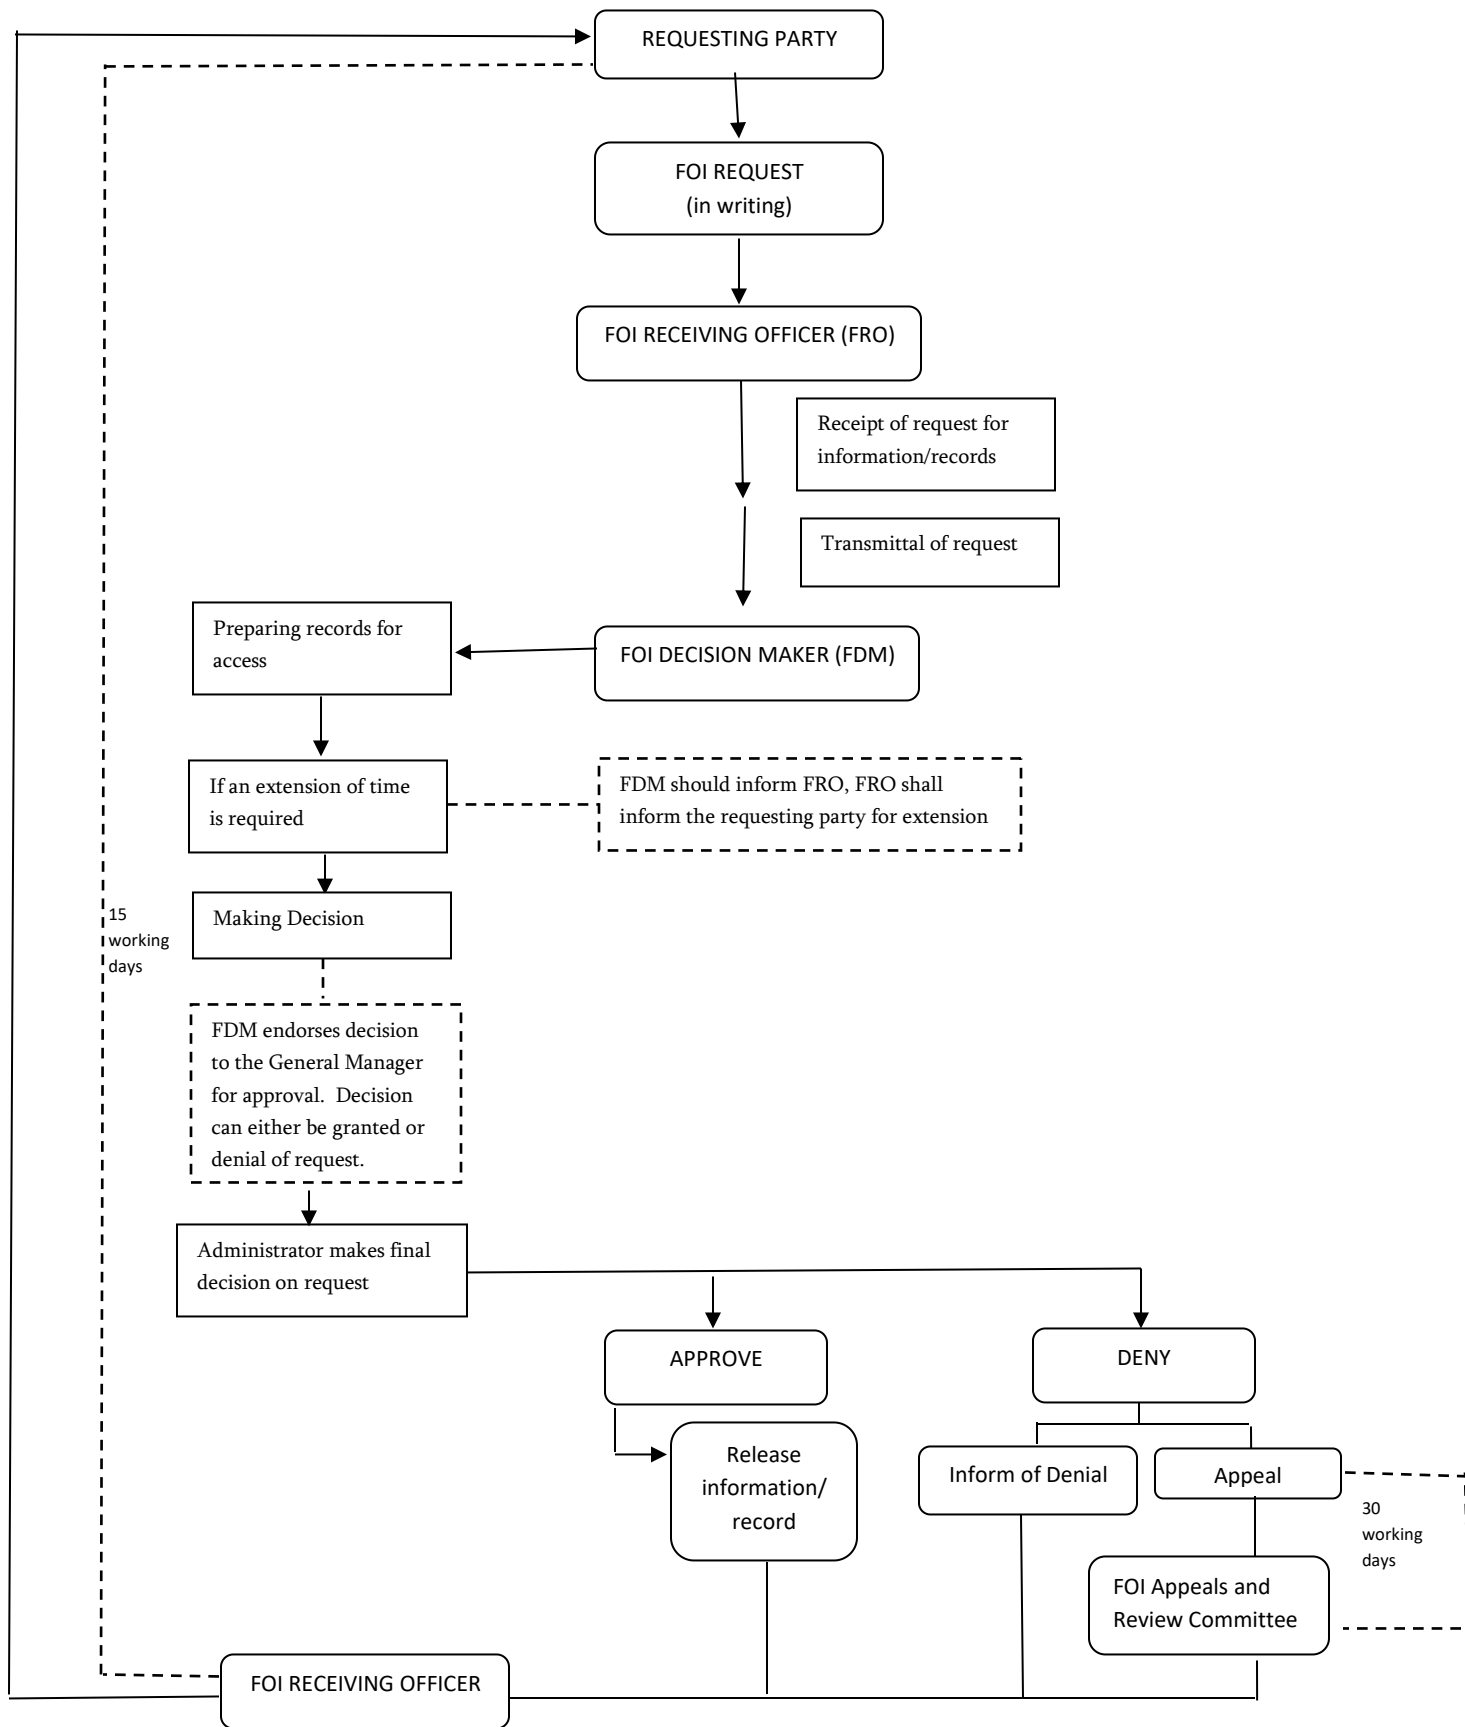 REQUESTING PARTY
FOI REQUEST
(in writing)
FOI RECEIVING OFFICER (FRO)
Receipt of request for
information/records
Transmittal of request
Preparing records for
access
FOI DECISION MAKER (FDM)
If an extension of time
is required
FDM should inform FRO, FRO shall
inform the requesting party for extension
Making Decision
15
working
days
FDM endorses decision
to the General Manager
for approval.  Decision
can either be granted or
denial of request.
Administrator makes final
decision on request
APPROVE
DENY
Release
information/
record
Inform of Denial
Appeal
30
working
days
FOI Appeals and
Review Committee
FOI RECEIVING OFFICER